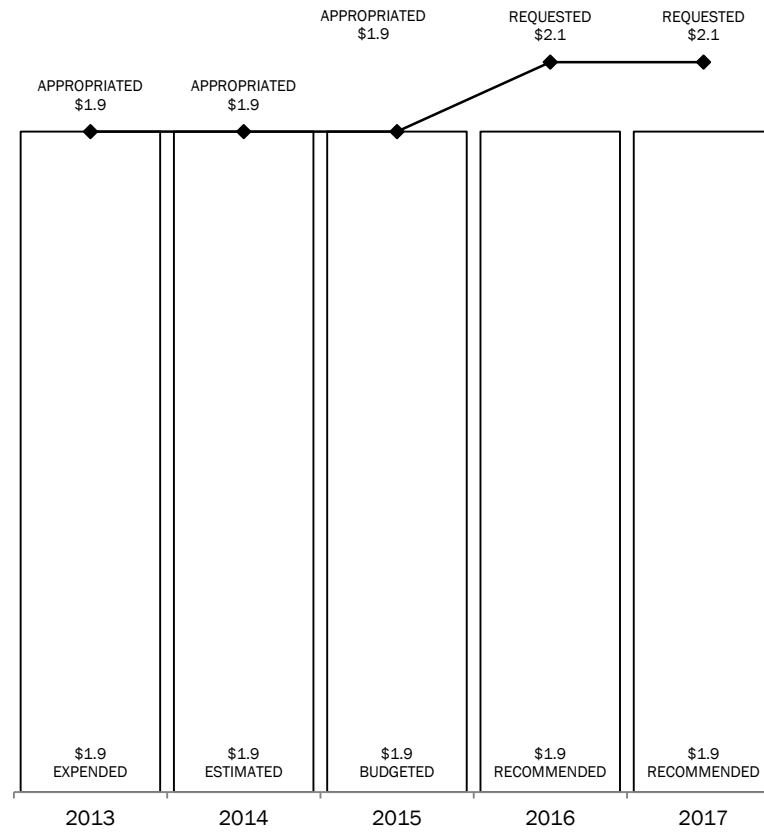 APPROPRIATED
$1.9
REQUESTED
$2.1
REQUESTED
$2.1
APPROPRIATED
$1.9
APPROPRIATED
$1.9
$1.9
EXPENDED
$1.9
ESTIMATED
$1.9
BUDGETED
$1.9
RECOMMENDED
$1.9
RECOMMENDED
2013
2014
2015
2016
2017